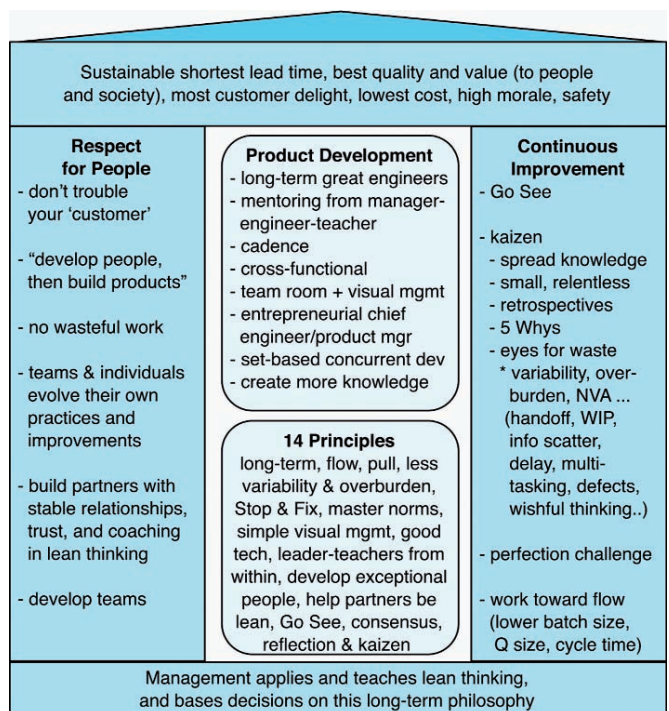 Sustainable shortest lead time, best quality and value (to people
and society), most customer delight, lowest cost, high morale, safety
Respect
for People
- don’t trouble
your ‘customer’
- “develop people,
then build products”
- no wasteful work
- teams & individuals
evolve their own
practices and
improvements
- build partners with
stable relationships,
trust, and coaching
in lean thinking
- develop teams
Product Development
- long-term great engineers
- mentoring from manager-
engineer-teacher
- cadence
- cross-functional
- team room + visual mgmt
- entrepreneurial chief
engineer/product mgr
- set-based concurrent dev
- create more knowledge
14 Principles
long-term, flow, pull, less
variability & overburden,
Stop & Fix, master norms,
simple visual mgmt, good
tech, leader-teachers from
within, develop exceptional
people, help partners be
lean, Go See, consensus,
reflection & kaizen
Continuous
Improvement
- Go See
- kaizen
- spread knowledge
- small, relentless
- retrospectives
- 5 Whys
- eyes for waste
* variability, over-
burden, NVA ...
(handoff, WIP,
info scatter,
delay, multi-
tasking, defects,
wishful thinking..)
- perfection challenge
- work toward flow
(lower batch size,
Q size, cycle time)
Management applies and teaches lean thinking,
and bases decisions on this long-term philosophy